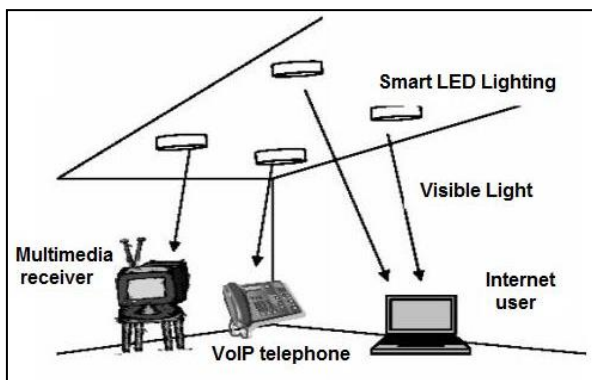 Smart LED Lighting
Visible Light
Multimedia
receiver
Internet
user
VoIP telephone